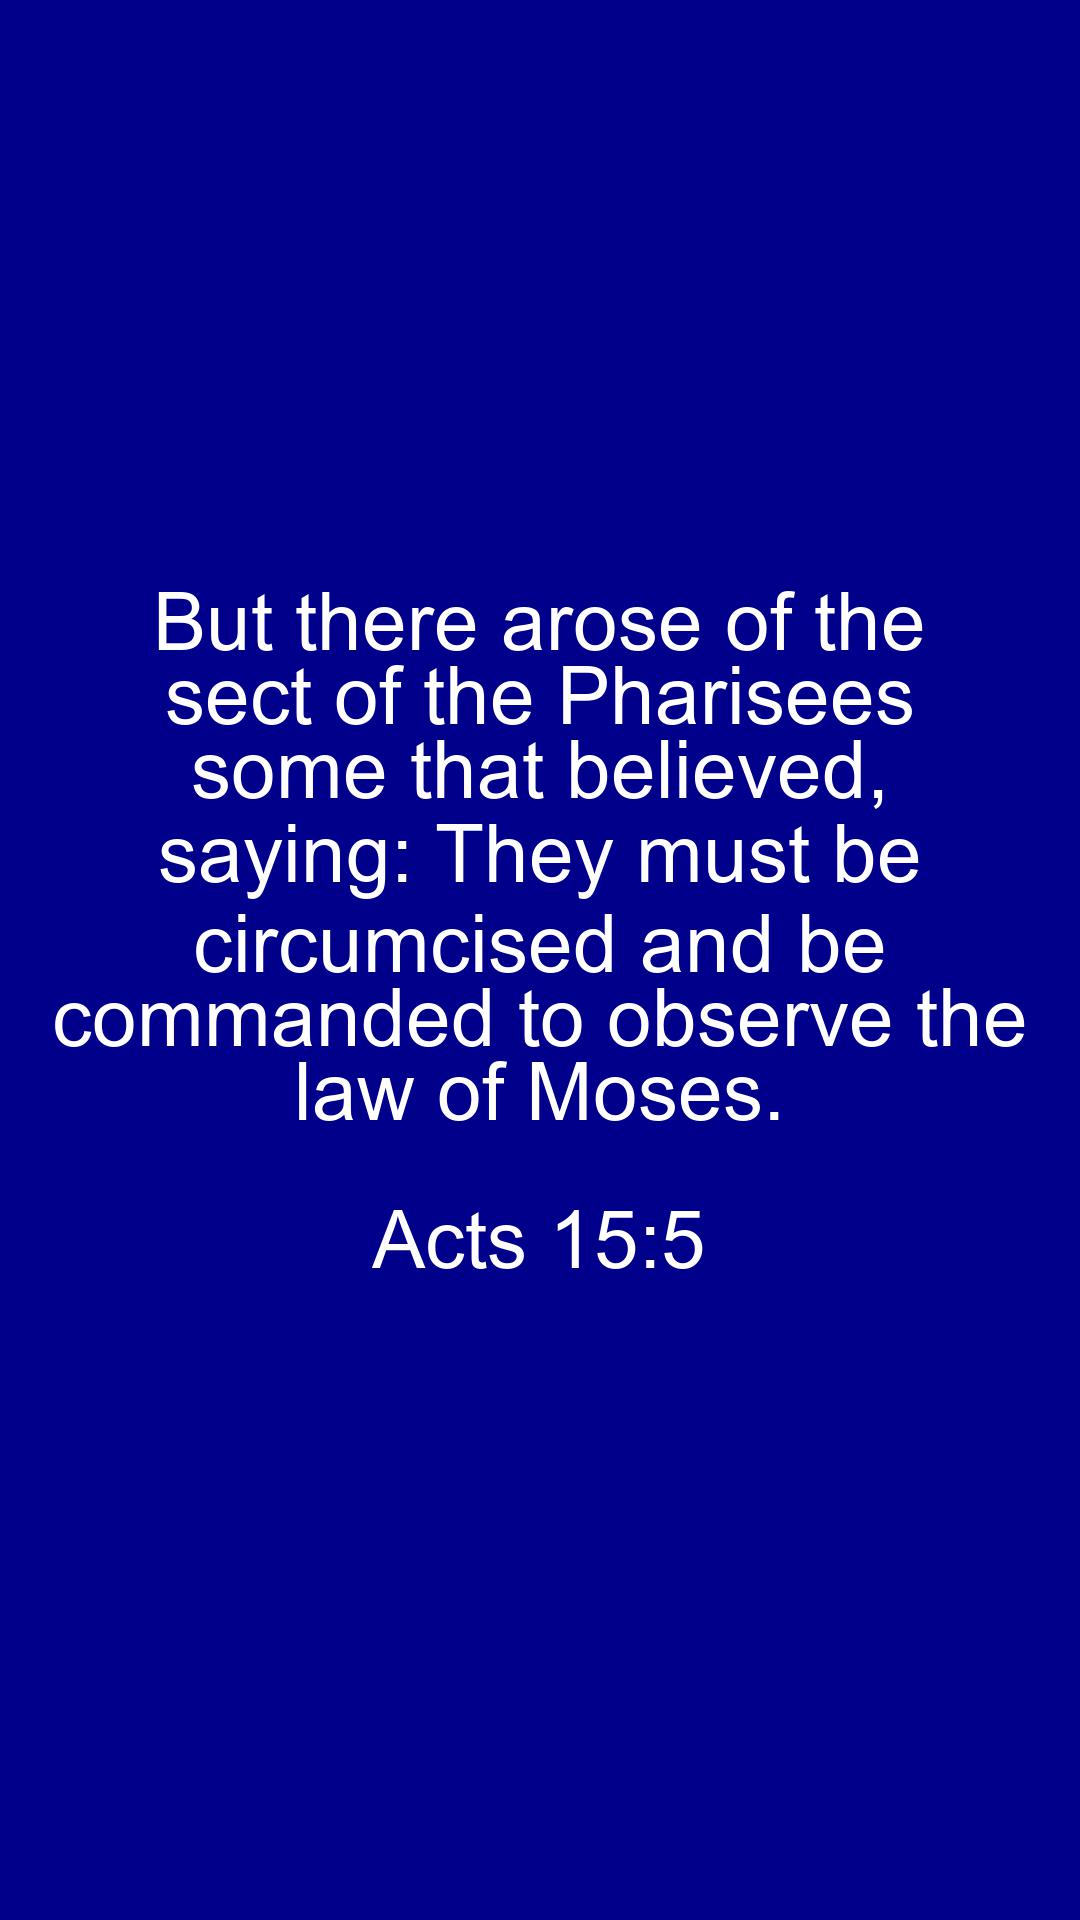 But there arose of the
sect of the Pharisees
some that believed,
saying: They must be
circumcised and be
commanded to observe the
law of Moses.
Acts 15:5